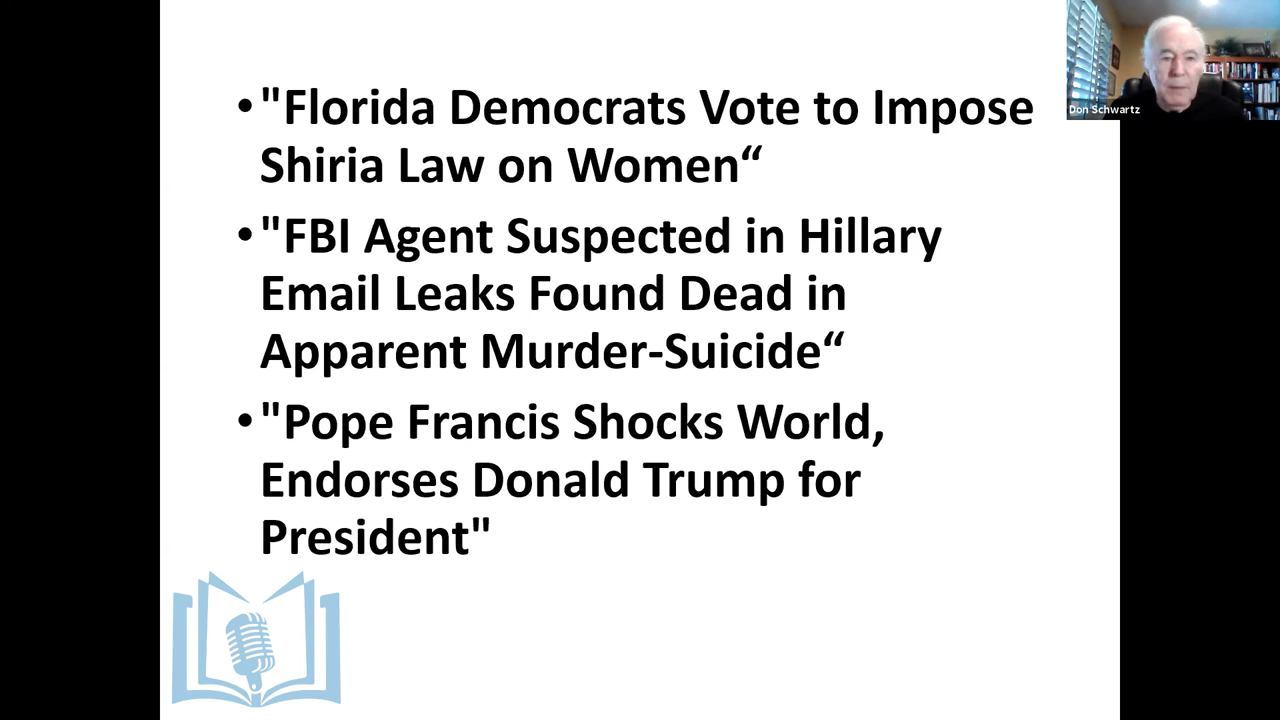 • "Florida Democrats Vote to Impose
Shiria Law on Women“
• "FBI Agent Suspected in Hillary
Email Leaks Found Dead in
Apparent Murder-Suicide“
• "Pope Francis Shocks World,
Endorses Donald Trump for
President"
Don Schwartz